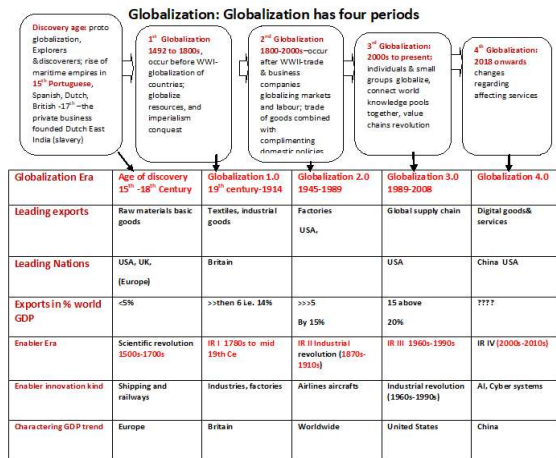 Globalization: Globalization has four periods
Discovery age: proto
globalization,
Explorers
&discoverers; rise of
maritime empires in
15th Portuguese,
Spanish, Dutch,
British -17th –the
private business
founded Dutch East
India (slavery)
1st Globalization
1492 to 1800s,
occur before WWI-
globalization of
countries;
globalize
resources, and
imperialism
conquest
2nd Globalization
1800-2000s–occur
after WWII-trade &
business
companies
globalizing markets
and labour; trade
of goods combined
with
complimenting
domestic policies
3rd Globalization:
2000s to present;
individuals & small
groups globalize,
connect world
knowledge pools
together, value
chains revolution
4th Globalization:
2018 onwards
changes
regarding
affecting services
Globalization Era
Age of discovery
15th -18th Century
Globalization 1.0
19th century-1914
Globalization 2.0
1945-1989
Globalization 3.0
1989-2008
Globalization 4.0
Leading exports
Raw materials basic
goods
Textiles, industrial
goods
Factories
USA,
Global supply chain
Digital goods&
services
Leading Nations
USA, UK,
(Europe)
Britain
USA
China USA
Exports in % world
GDP
<5%
>>then 6 i.e. 14%
>>>5
By 15%
15 above
20%
????
Enabler Era
Scientific revolution
1500s-1700s
IR I 1780s to mid
19th Ce
IR II Industrial
revolution (1870s-
1910s)
IR III 1960s-1990s
IR IV (2000s-2010s)
Enabler innovation kind
Shipping and
railways
Industries, factories
Airlines aircrafts
Industrial revolution
(1960s-1990s)
AI, Cyber systems
Charactering GDP trend
Europe
Britain
Worldwide
United States
China